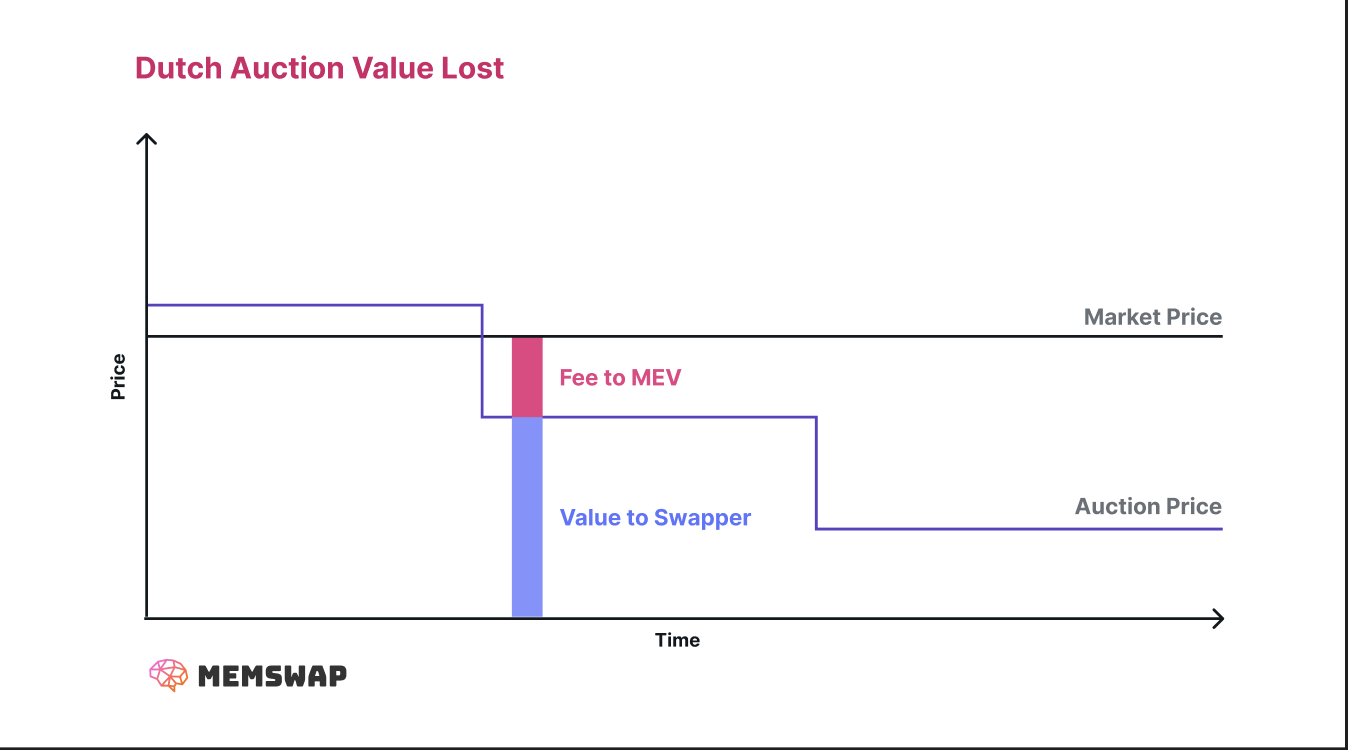 Dutch Auction Value Lost
Market Price
Price
Fee to MEV
Auction Price
Value to Swapper
Time
MEMSWAP